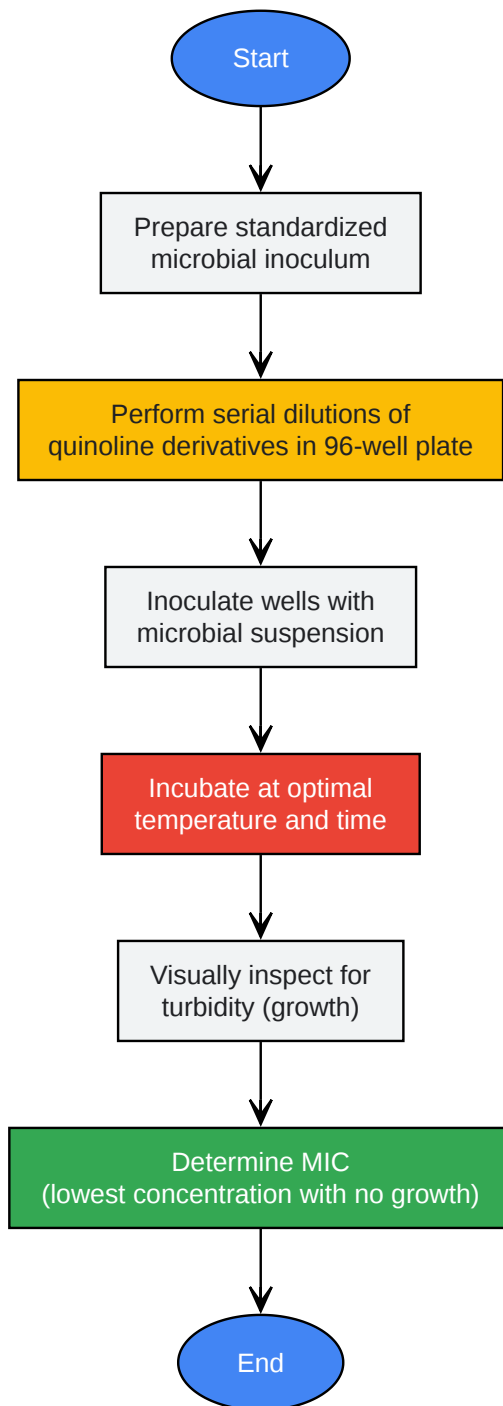 Start
Prepare standardized
microbial inoculum
Perform serial dilutions of
quinoline derivatives in 96-well plate
Inoculate wells with
microbial suspension
Incubate at optimal
temperature and time
Visually inspect for
turbidity (growth)
Determine MIC
(lowest concentration with no growth)
End